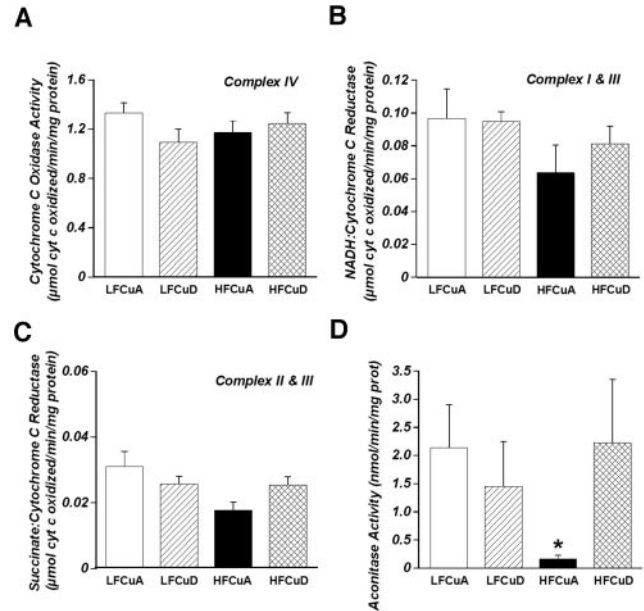 A
Cytochrome C Oxidase Activity
(µmol cyt c oxidized/min/mg protein)
1.6
1.2
0.8
0.4
0
Complex IV
LFCuA LFCuD HFCuA HFCuD
B
NADH:Cytochrome C Reductase
(µmol cyt c oxidized/min/mg protein)
0.12
0.10
0.08
0.06
0.04
0.02
0
Complex I & III
LFCuA LFCuD HFCuA HFCuD
C
Succinate:Cytochrome C Reductase
(µmol cyt c oxidized/min/mg protein)
0.06
0.04
0.02
0
Complex II & III
LFCuA LFCuD HFCuA HFCuD
D
Aconitase Activity (nmol/min/mg prot)
3.5
3.0
2.5
2.0
1.5
1.0
0.5
0
*
LFCuA LFCuD HFCuA HFCuD